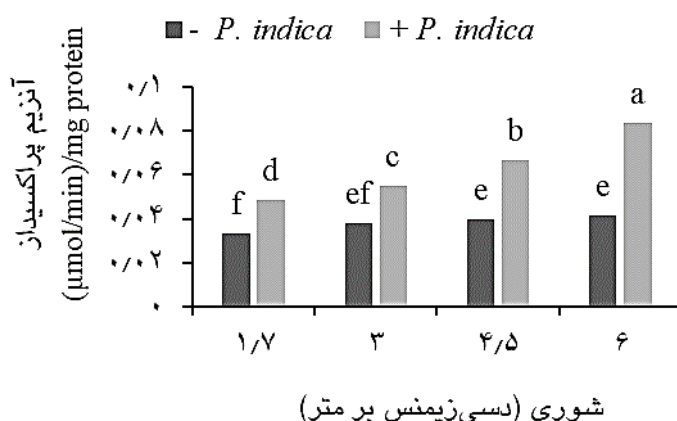 - P. indica + P. indica
آنزیم پراکسیداز
(µmol/min)/mg protein
۰/۱
۰/۰۸
۰/۰۶
۰/۰۴
۰/۰۲
۰
f d ef c e b e a
۱/۷ ۳ ۴/۵ ۶
شوری (دسی‌زیمنس بر متر)